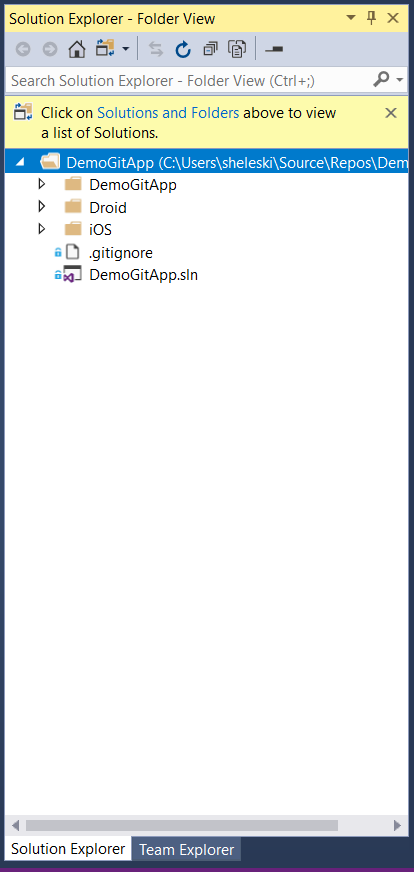 Solution Explorer - Folder View
Search Solution Explorer - Folder View (Ctrl+;)
Click on Solutions and Folders above to view
a list of Solutions.
DemoGitApp (C:\Users\sheleski\Source\Repos\Dem
DemoGitApp
Droid
iOS
.gitignore
DemoGitApp.sln
Solution Explorer
Team Explorer